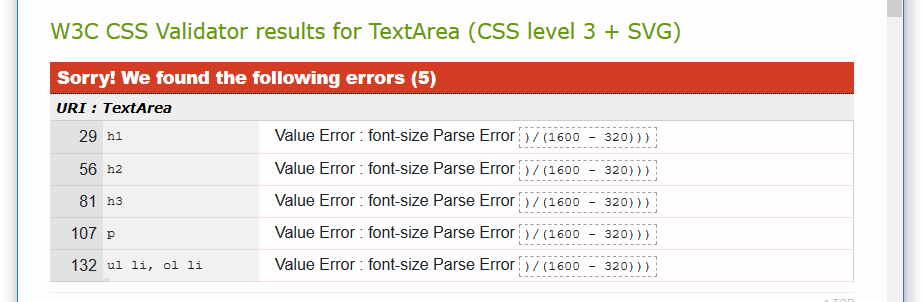 W3C CSS Validator results for TextArea (CSS level 3 + SVG)
Sorry! We found the following errors (5)
URI : TextArea
29 h1 Value Error : font-size Parse Error )/(1600 - 320)))
56 h2 Value Error : font-size Parse Error )/(1600 - 320)))
81 h3 Value Error : font-size Parse Error )/(1600 - 320)))
107 p Value Error : font-size Parse Error )/(1600 - 320)))
132 ul li, ol li Value Error : font-size Parse Error )/(1600 - 320)))